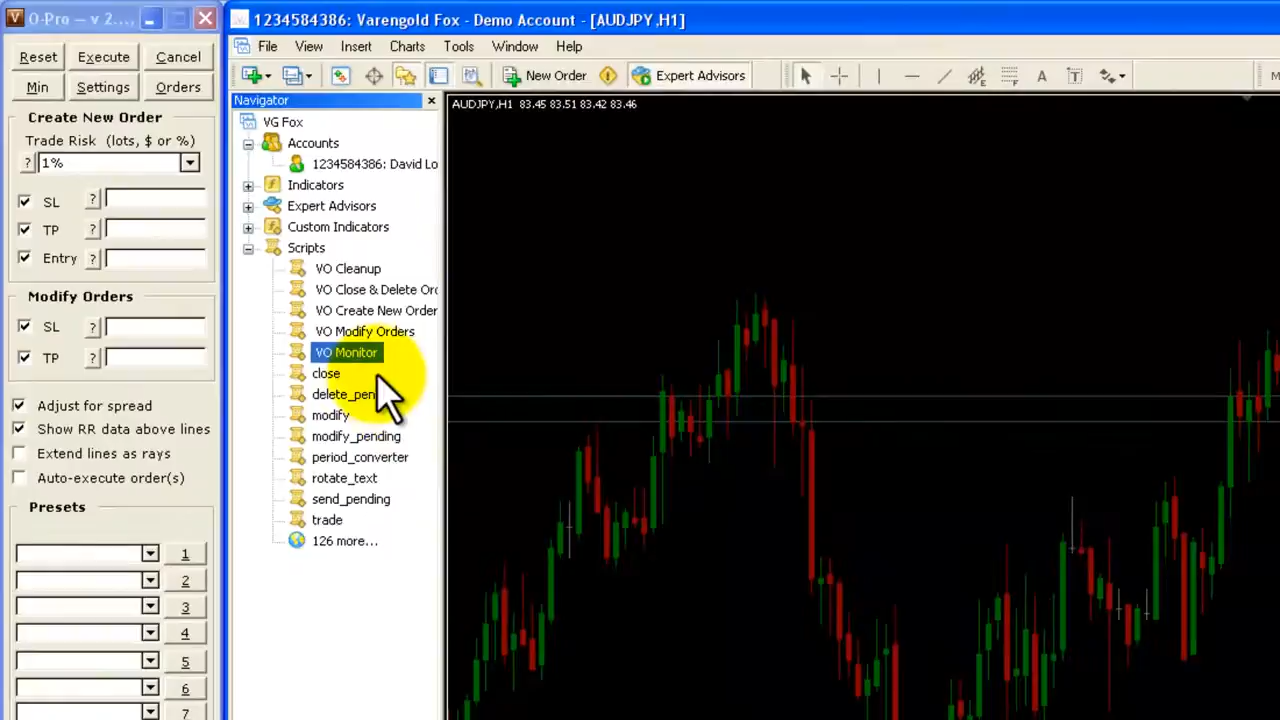 O-Pro – v 2....
Reset Execute Cancel
Min Settings Orders
Create New Order
Trade Risk (lots, $ or %)
? 1%
SL ?
TP ?
Entry ?
Modify Orders
SL ?
TP ?
Adjust for spread
Show RR data above lines
Extend lines as rays
Auto-execute order(s)
Presets
1
2
3
4
5
6
7
1234584386: Varengold Fox - Demo Account - [AUDJPY,H1]
File View Insert Charts Tools Window Help
New Order Expert Advisors A T M
Navigator
VG Fox
Accounts
1234584386: David Lo
Indicators
Expert Advisors
Custom Indicators
Scripts
VO Cleanup
VO Close & Delete Orc
VO Create New Order
VO Modify Orders
VO Monitor
close
delete_pen
modify
modify_pending
period_converter
rotate_text
send_pending
trade
126 more...
AUDJPY,H1 83.45 83.51 83.42 83.46